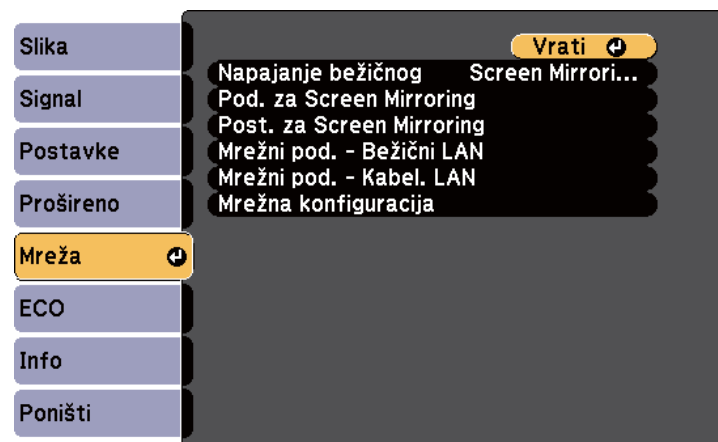 Slika
Signal
Postavke
Prošireno
Mreža
ECO
Info
Poništi
Vrati
Napajanje bežičnog Screen Mirrori...
Pod. za Screen Mirroring
Post. za Screen Mirroring
Mrežni pod. - Bežični LAN
Mrežni pod. - Kabel. LAN
Mrežna konfiguracija